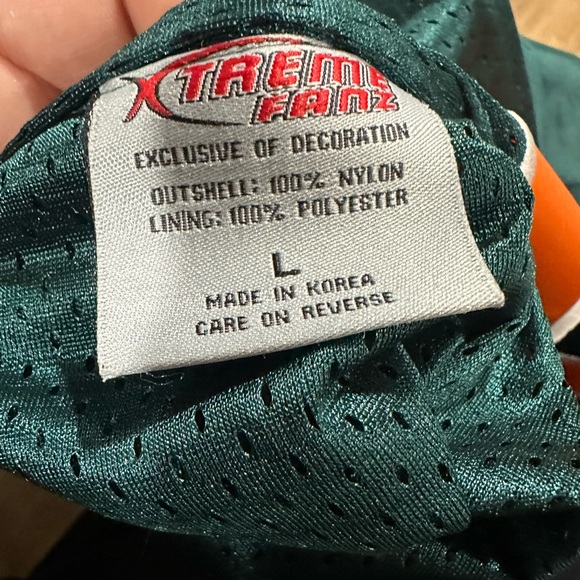 XTREME
FANZ
EXCLUSIVE OF DECORATION
OUTSHELL: 100% NYLON
LINING: 100% POLYESTER
L
MADE IN KOREA
CARE ON REVERSE